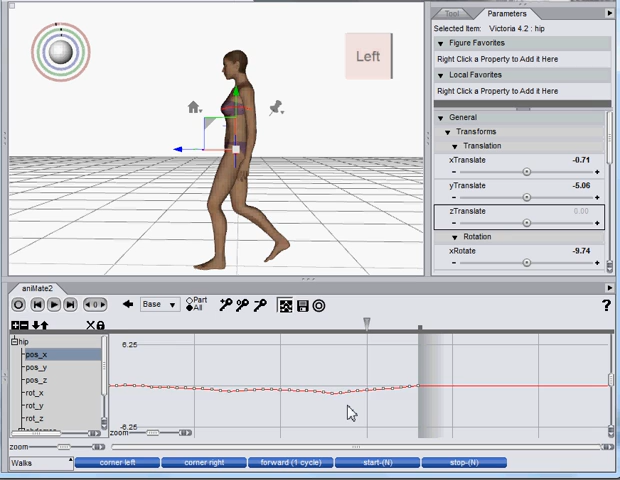 Tool
Parameters
Selected Item: Victoria 4.2 : hip
Figure Favorites
Right Click a Property to Add it Here
Local Favorites
Right Click a Property to Add it Here
General
Transforms
Translation
xTranslate -0.71
yTranslate -5.06
zTranslate 0.00
Rotation
xRotate -9.74
Left
aniMate2
Base
Part
All
?
hip
pos_x
pos_y
pos_z
rot_x
rot_y
rot_z
6.25
-6.25
zoom
zoom
Walks
corner left
corner right
forward (1 cycle)
start-(N)
stop-(N)